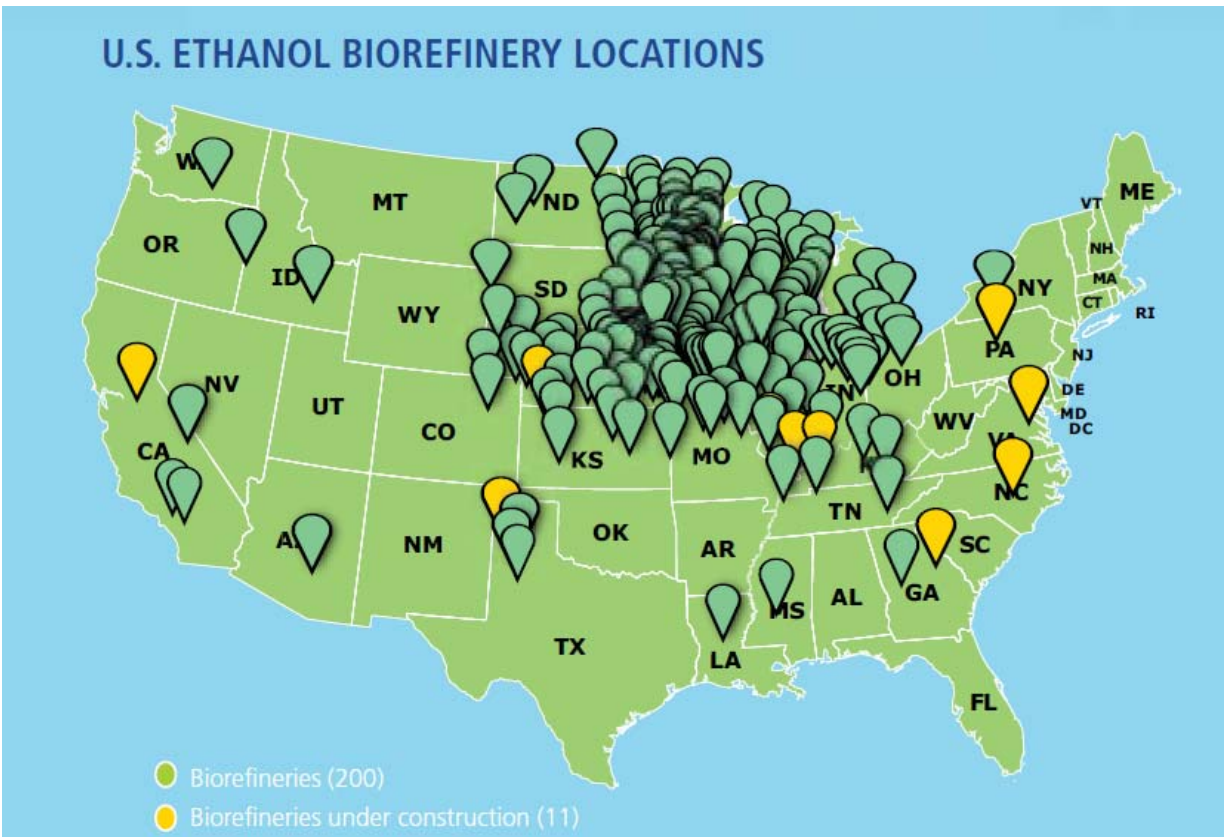 U.S. ETHANOL BIOREFINERY LOCATIONS
ME
MT
ND
VT
OR
NH
ID
SD
NY
MA
WY
CT
RI
PA
NV
NJ
OH
IN
UT
DE
CO
WV
MD
DC
CA
KS
MO
VA
NC
TN
NM
OK
AR
SC
GA
MS
AL
TX
LA
FL
Biorefineries (200)
Biorefineries under construction (11)